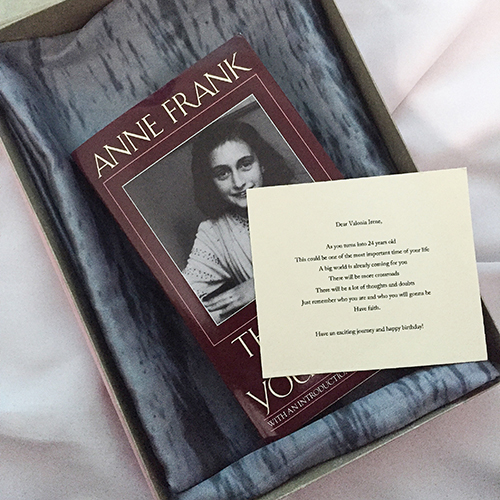 ANNE FRANK
YOU
WITH AN INTRODUCTION
Dear Valonia Irene,
As you turns into 24 years old
This could be one of the most important time of your life
A big world is already coming for you
There will be more crossroads
There will be a lot of thoughts and doubts
Just remember who you are and who you will gonna be
Have faith.
Have an exciting journey and happy birthday!